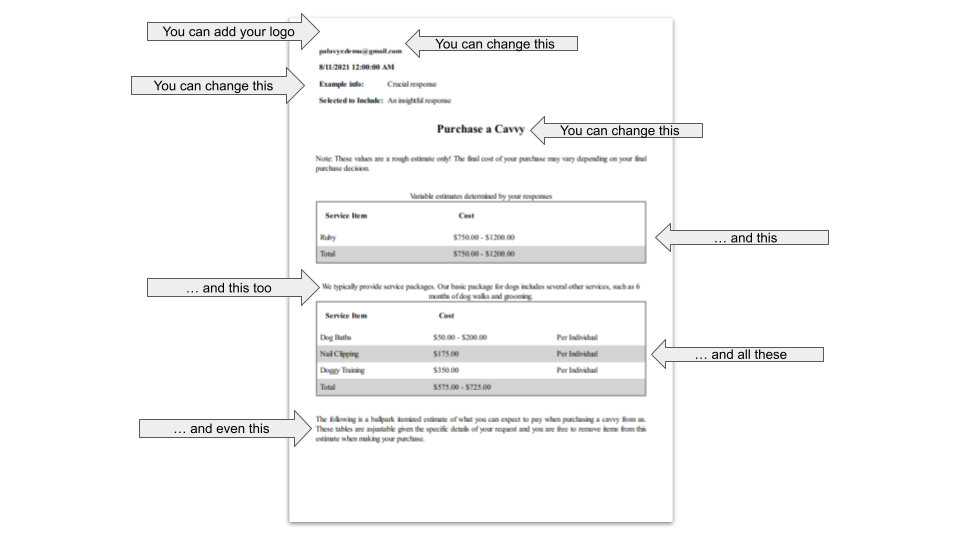 You can add your logo
palavyr.demo@gmail.com
You can change this
8/11/2021 12:00:00 AM
You can change this
Example info: Crucial response
Selected to Include: An insightful response
Purchase a Cavvy
You can change this
Note: These values are a rough estimate only! The final cost of your purchase may vary depending on your final
purchase decision.
Variable estimates determined by your responses
Service Item Cost
Ruby $750.00 - $1200.00
Total $750.00 - $1200.00
… and this
… and this too
We typically provide service packages. Our basic package for dogs includes several other services, such as 6
months of dog walks and grooming.
Service Item Cost
Dog Baths $50.00 - $200.00 Per Individual
Nail Clipping $175.00 Per Individual
Doggy Training $350.00 Per Individual
Total $575.00 - $725.00
… and all these
… and even this
The following is a ballpark itemized estimate of what you can expect to pay when purchasing a cavvy from us.
These tables are asjustable given the specific details of your request and you are free to remove items from this
estimate when making your purchase.